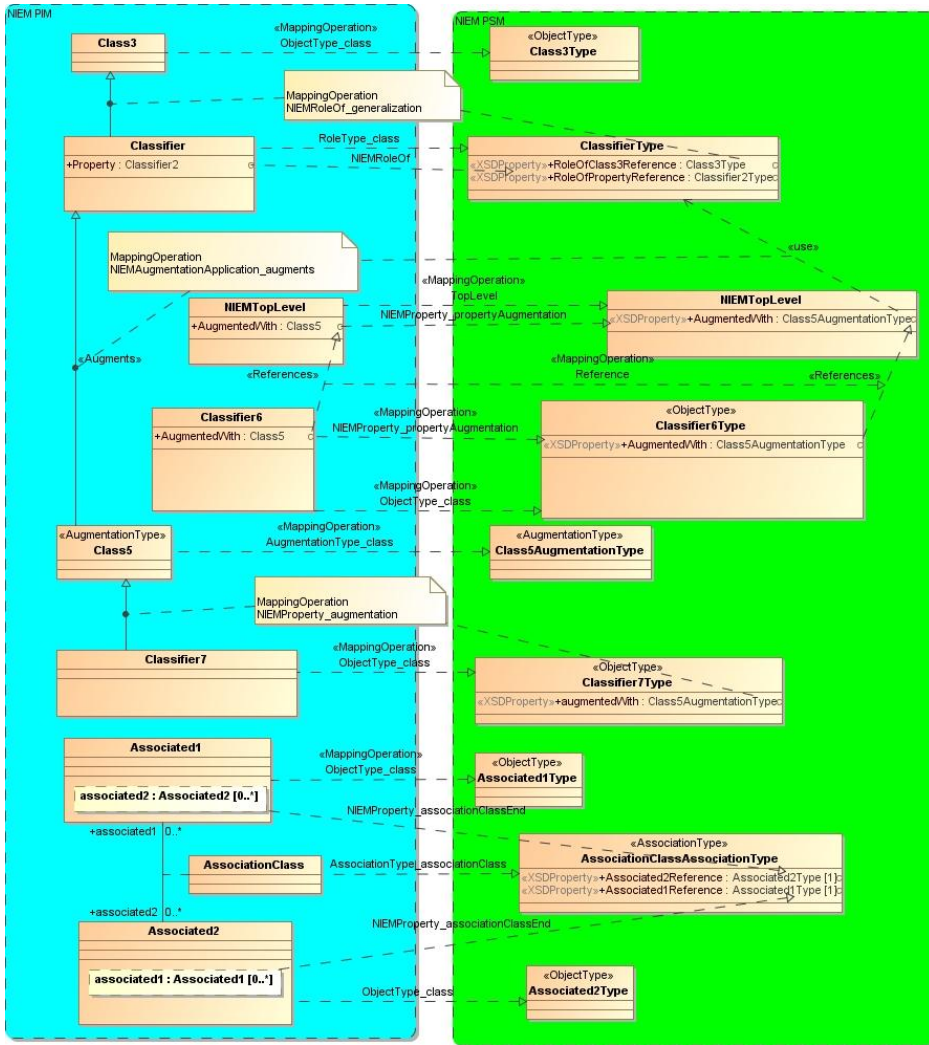 NIEM PIM
NIEM PSM
«MappingOperation»
ObjectType_class
Class3
«ObjectType»
Class3Type
MappingOperation
NIEMRoleOf_generalization
RoleType_class
Classifier
+Property : Classifier2
NIEMRoleOf
ClassifierType
«XSDProperty»+RoleOfClass3Reference : Class3Type
«XSDProperty»+RoleOfPropertyReference : Classifier2Type
MappingOperation
NIEMAugmentationApplication_augments
«use»
«MappingOperation»
TopLevel
NIEMTopLevel
+AugmentedWith : Class5
NIEMProperty_propertyAugmentation
NIEMTopLevel
«XSDProperty»+AugmentedWith : Class5AugmentationType
«Augments»
«References»
«MappingOperation»
Reference
«References»
Classifier6
+AugmentedWith : Class5
«MappingOperation»
NIEMProperty_propertyAugmentation
«ObjectType»
Classifier6Type
«XSDProperty»+AugmentedWith : Class5AugmentationType
«MappingOperation»
ObjectType_class
«AugmentationType»
Class5
«MappingOperation»
AugmentationType_class
«AugmentationType»
Class5AugmentationType
MappingOperation
NIEMProperty_augmentation
Classifier7
«MappingOperation»
ObjectType_class
«ObjectType»
Classifier7Type
«XSDProperty»+augmentedWith : Class5AugmentationType
Associated1
associated2 : Associated2 [0..*]
«MappingOperation»
ObjectType_class
«ObjectType»
Associated1Type
NIEMProperty_associationClassEnd
+associated1 0..*
AssociationClass
AssociationType_associationClass
«AssociationType»
AssociationClassAssociationType
«XSDProperty»+Associated2Reference : Associated2Type [1]
«XSDProperty»+Associated1Reference : Associated1Type [1]
+associated2 0..*
NIEMProperty_associationClassEnd
Associated2
associated1 : Associated1 [0..*]
ObjectType_class
«ObjectType»
Associated2Type